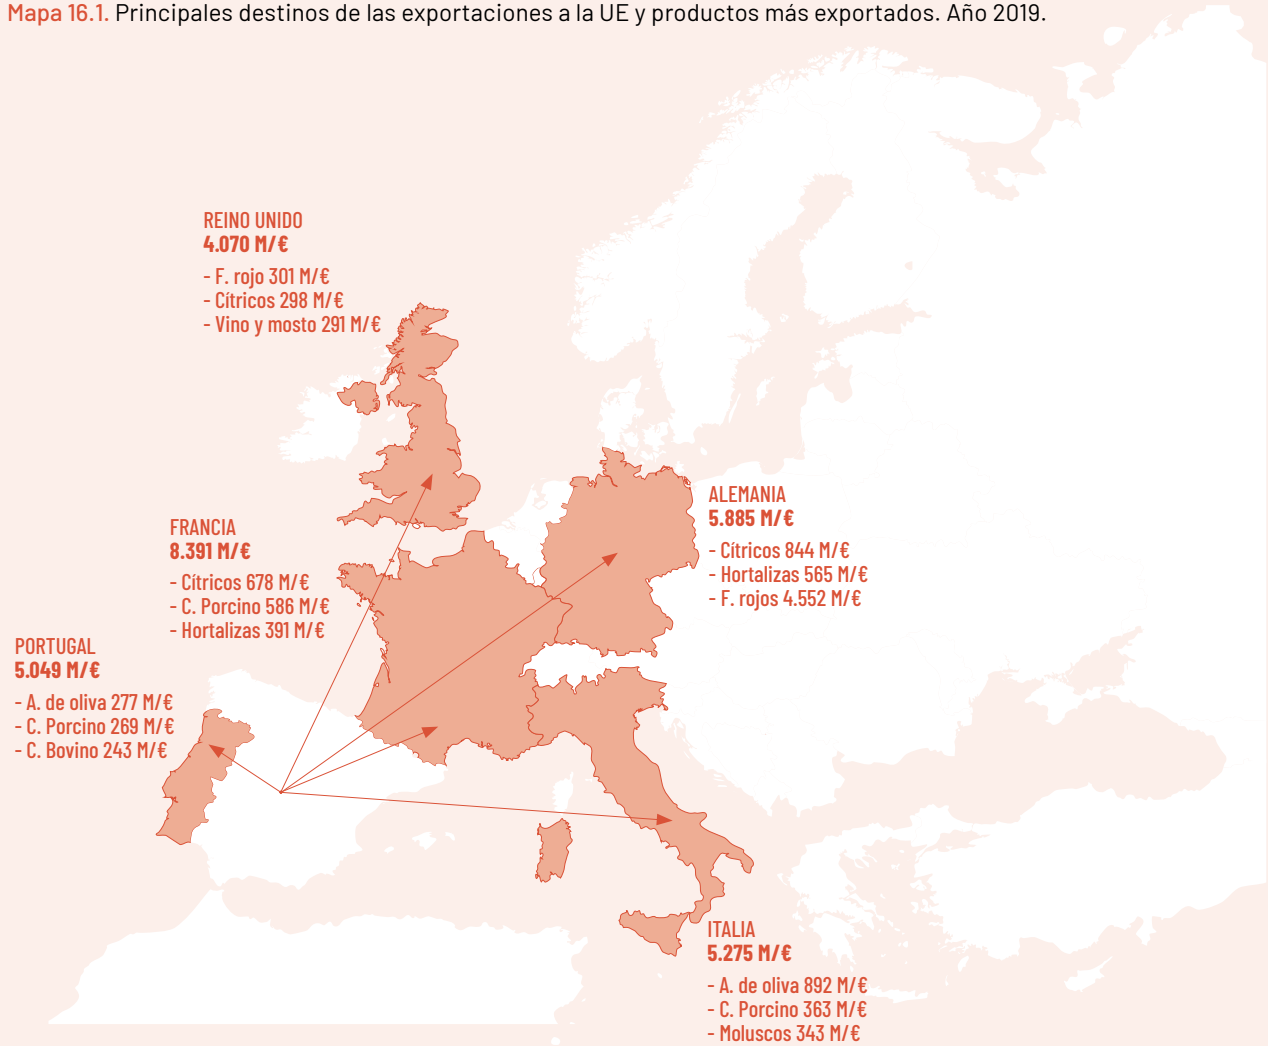 Mapa 16.1. Principales destinos de las exportaciones a la UE y productos más exportados. Año 2019.
REINO UNIDO
4.070 M/€
- F. rojo 301 M/€
- Cítricos 298 M/€
- Vino y mosto 291 M/€
FRANCIA
8.391 M/€
- Cítricos 678 M/€
- C. Porcino 586 M/€
- Hortalizas 391 M/€
ALEMANIA
5.885 M/€
- Cítricos 844 M/€
- Hortalizas 565 M/€
- F. rojos 4.552 M/€
PORTUGAL
5.049 M/€
- A. de oliva 277 M/€
- C. Porcino 269 M/€
- C. Bovino 243 M/€
ITALIA
5.275 M/€
- A. de oliva 892 M/€
- C. Porcino 363 M/€
- Moluscos 343 M/€